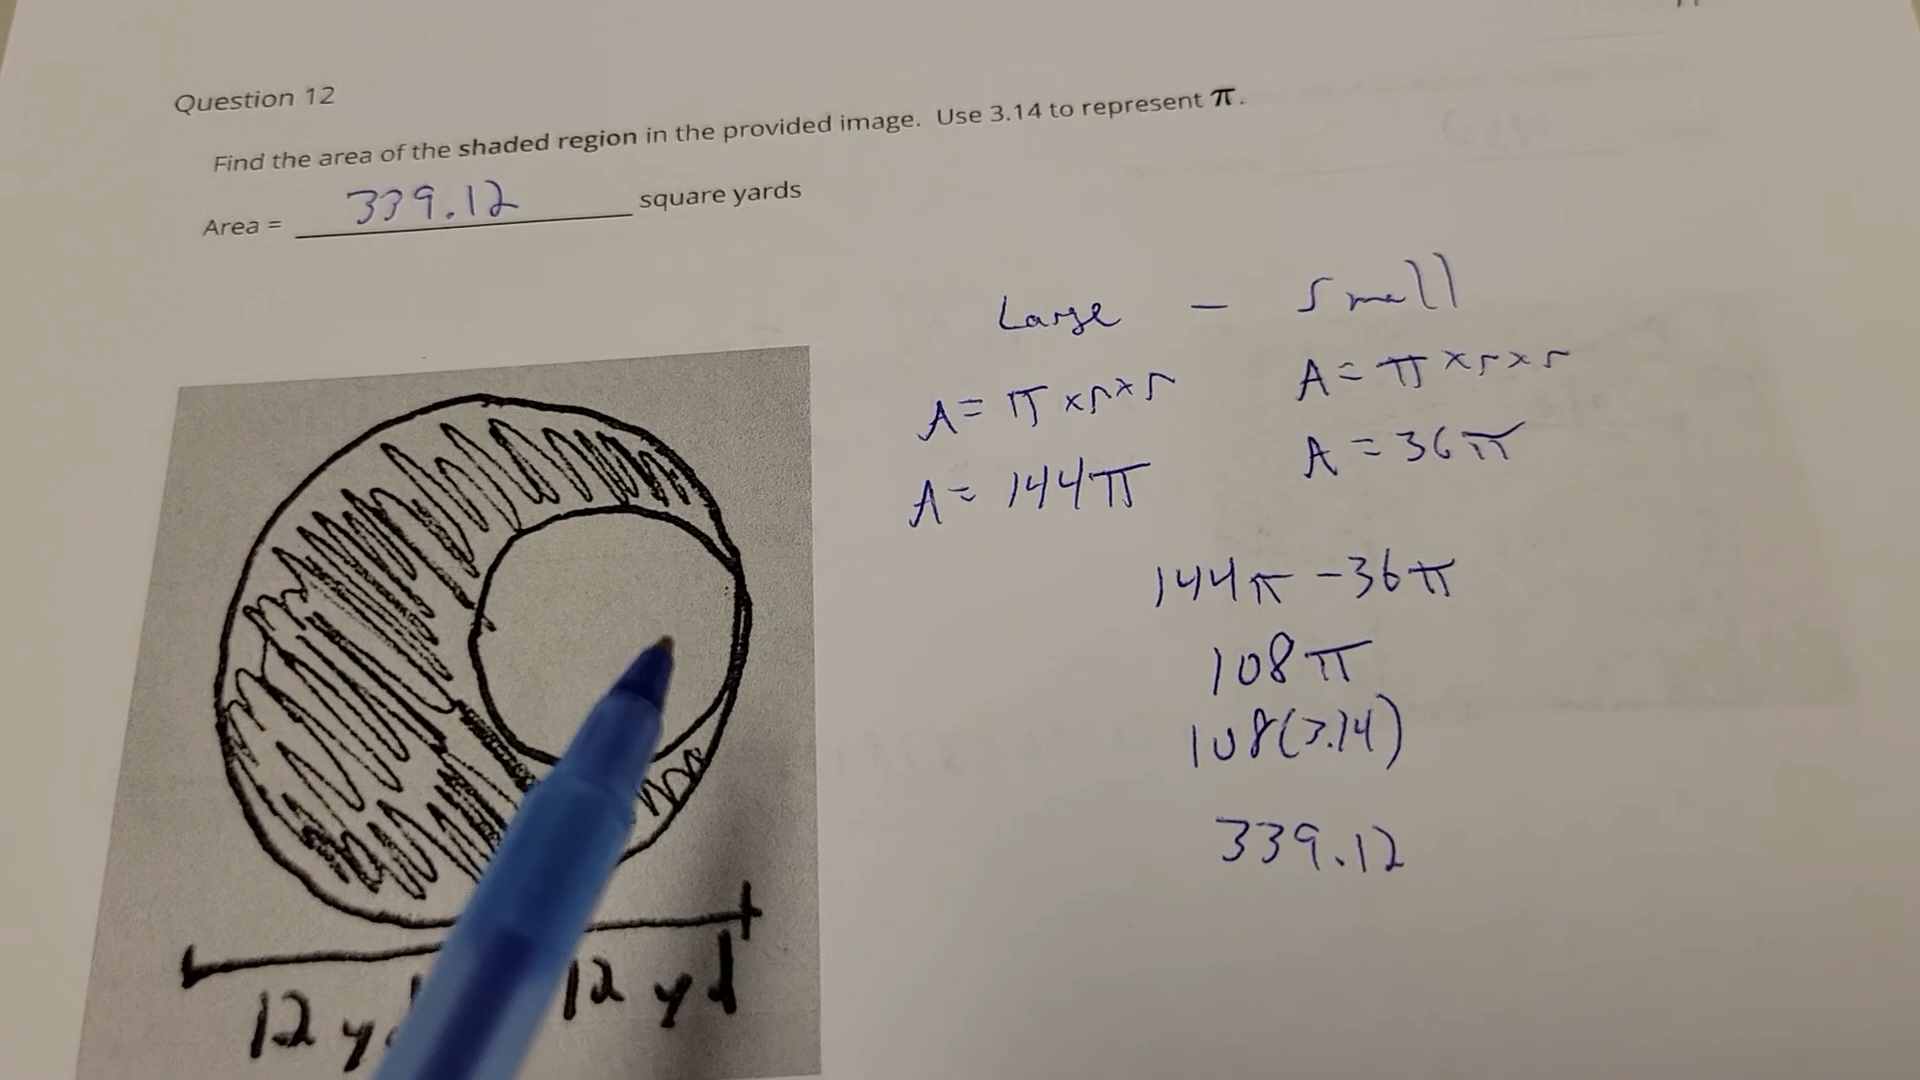 Question 12
Find the area of the shaded region in the provided image. Use 3.14 to represent π.
Area = 339.12 square yards
Large - Small
A = π x r x r A = π x r x r
A = 144π A = 36π
144π - 36π
108π
108(3.14)
339.12
12 12 yd